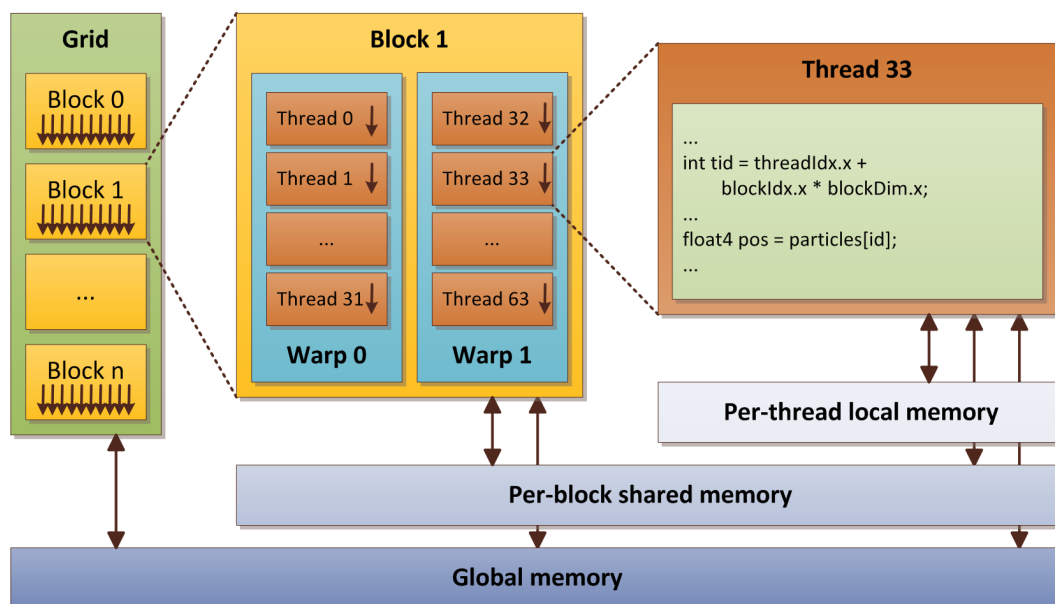 Grid
Block 0
Block 1
...
Block n
Block 1
Thread 0
Thread 1
...
Thread 31
Warp 0
Thread 32
Thread 33
...
Thread 63
Warp 1
Thread 33
...
int tid = threadIdx.x +
blockIdx.x * blockDim.x;
...
float4 pos = particles[id];
...
Per-thread local memory
Per-block shared memory
Global memory